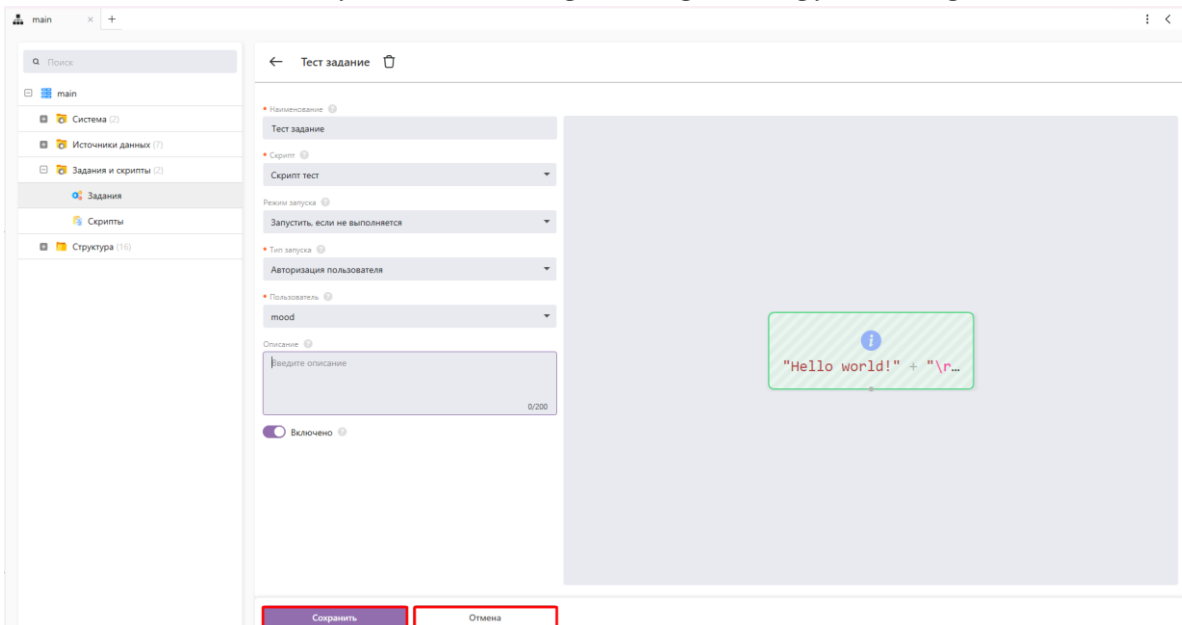 main × +
Поиск
main
Система (2)
Источники данных (7)
Задания и скрипты (2)
Задания
Скрипты
Структура (16)
Тест задание
* Наименование
Тест задание
* Скрипт
Скрипт тест
Режим запуска
Запустить, если не выполняется
* Тип запуска
Авторизация пользователя
* Пользователь
mood
Описание
Введите описание
0/200
Включено
"Hello world!" + "\r…
Сохранить
Отмена